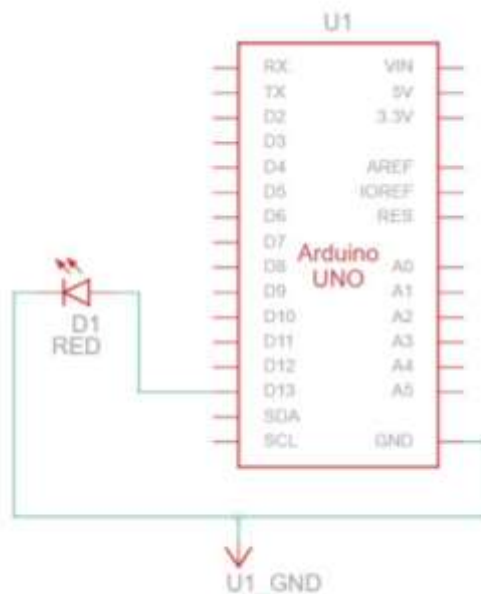 U1
RX
TX
D2
D3
D4
D5
D6
D7
D8
D9
D10
D11
D12
D13
SDA
SCL
VIN
5V
3.3V
AREF
IOREF
RES
A0
A1
A2
A3
A4
A5
GND
Arduino
UNO
D1
RED
U1_GND